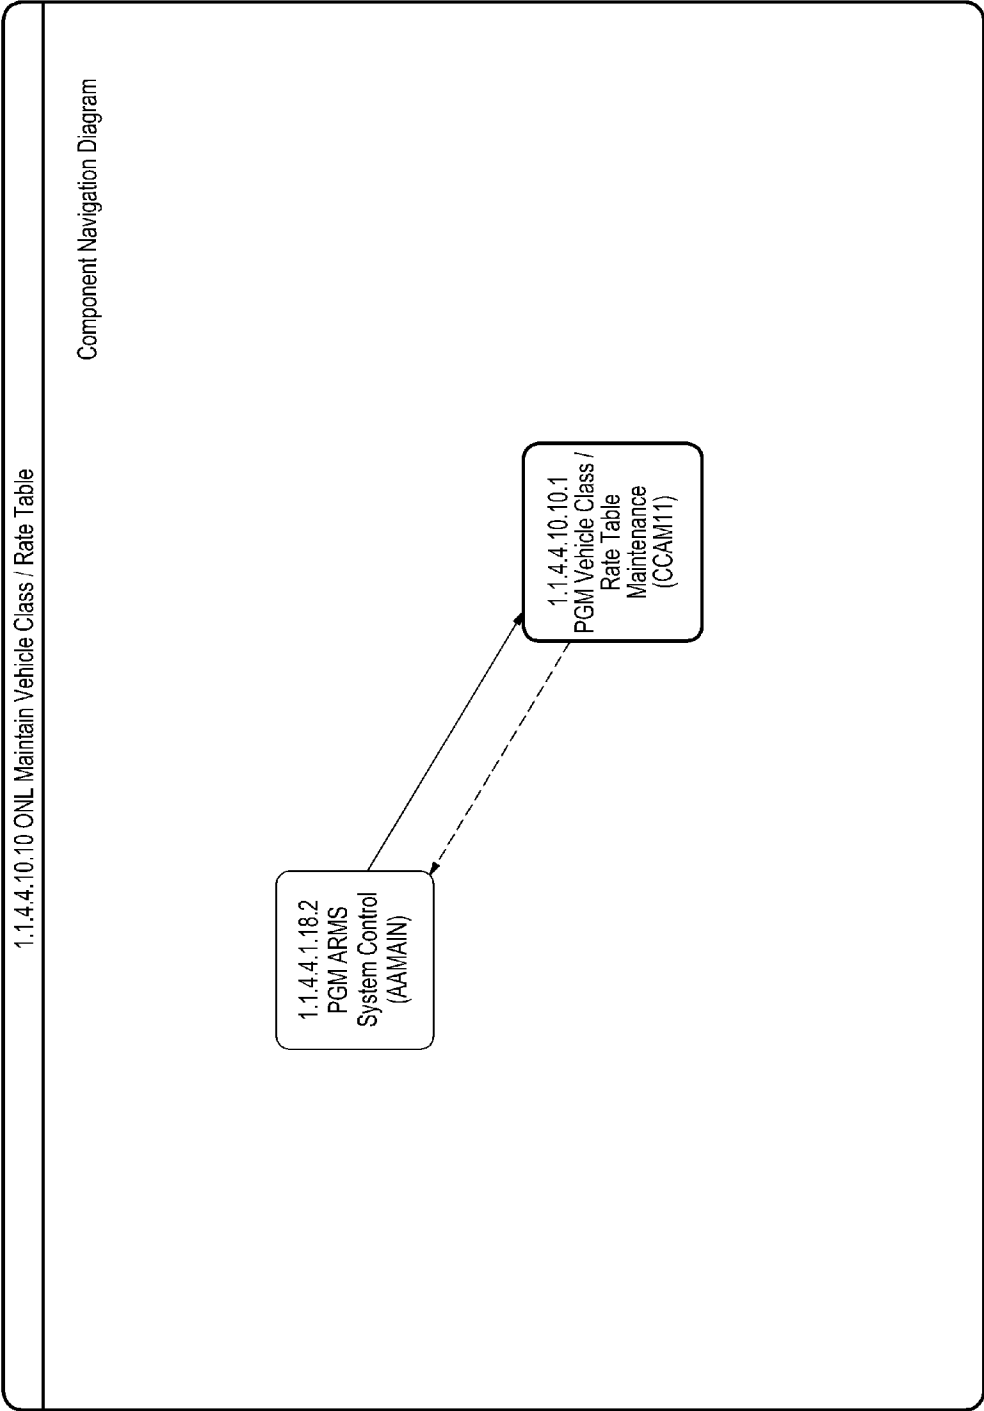 1.1.4.4.10.10 ONL Maintain Vehicle Class / Rate Table
Component Navigation Diagram
1.1.4.4.1.18.2
PGM ARMS
System Control
(AAMAIN)
1.1.4.4.10.10.1
PGM Vehicle Class /
Rate Table
Maintenance
(CCAM11)